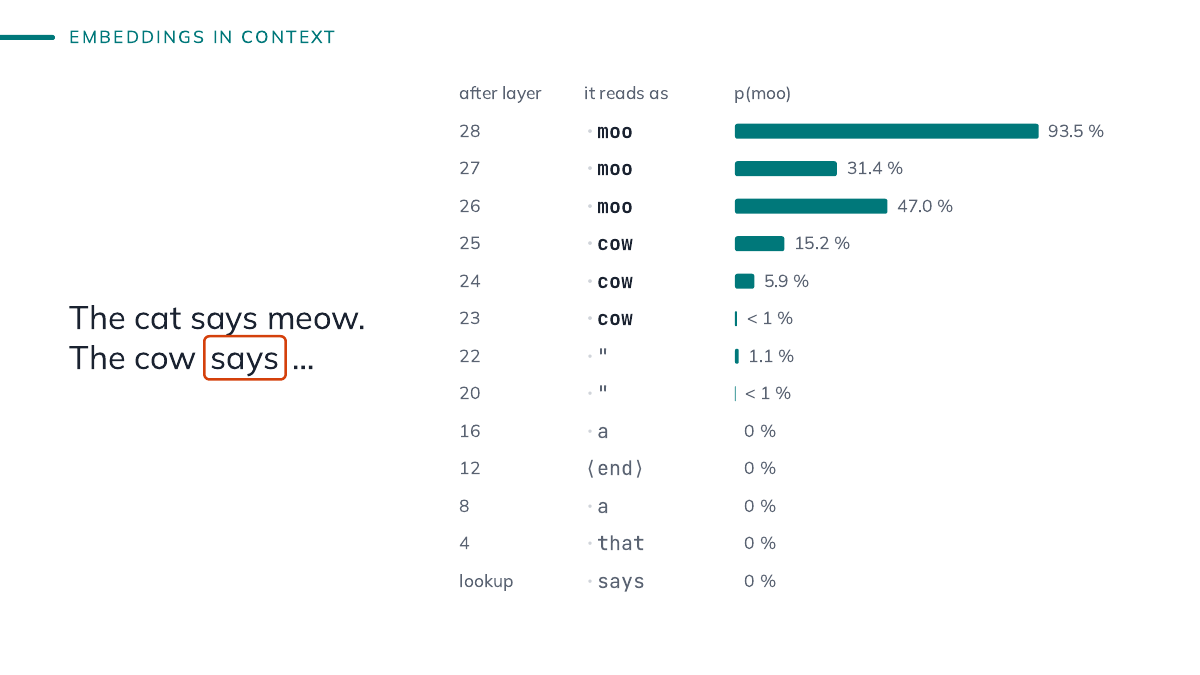 EMBEDDINGS IN CONTEXT
The cat says meow.
The cow says ...
after layer it reads as p(moo)
28 · moo 93.5 %
27 · moo 31.4 %
26 · moo 47.0 %
25 · cow 15.2 %
24 · cow 5.9 %
23 · cow < 1 %
22 · " 1.1 %
20 · " < 1 %
16 · a 0 %
12 ⟨end⟩ 0 %
8 · a 0 %
4 · that 0 %
lookup · says 0 %